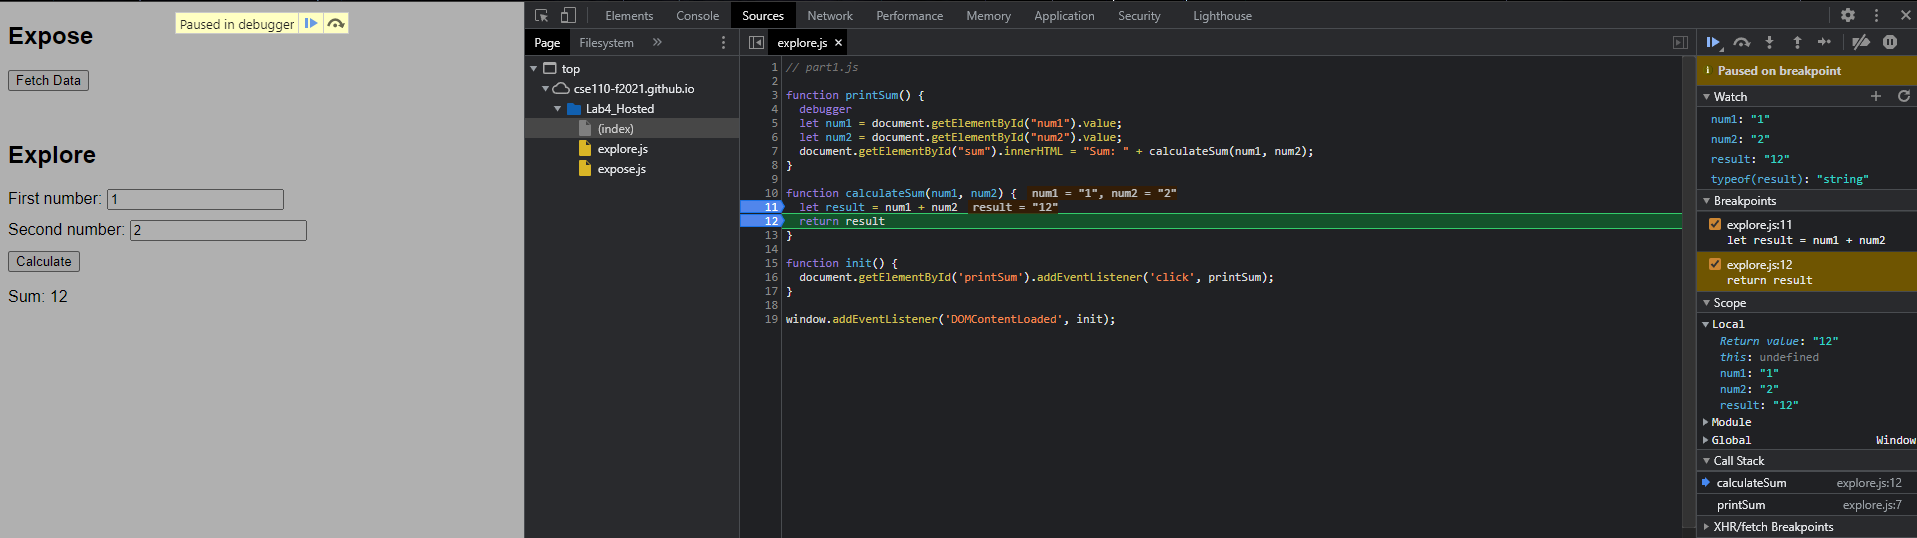 Expose
Paused in debugger
Fetch Data
Explore
First number: 1
Second number: 2
Calculate
Sum: 12
Elements Console Sources Network Performance Memory Application Security Lighthouse
Page Filesystem »
top
cse110-f2021.github.io
Lab4_Hosted
(index)
explore.js
expose.js
explore.js ×
1 // part1.js
2
3 function printSum() {
4 debugger
5 let num1 = document.getElementById("num1").value;
6 let num2 = document.getElementById("num2").value;
7 document.getElementById("sum").innerHTML = "Sum: " + calculateSum(num1, num2);
8 }
9
10 function calculateSum(num1, num2) { num1 = "1", num2 = "2"
11 let result = num1 + num2 result = "12"
12 return result
13 }
14
15 function init() {
16 document.getElementById('printSum').addEventListener('click', printSum);
17 }
18
19 window.addEventListener('DOMContentLoaded', init);
Paused on breakpoint
Watch
num1: "1"
num2: "2"
result: "12"
typeof(result): "string"
Breakpoints
explore.js:11
let result = num1 + num2
explore.js:12
return result
Scope
Local
Return value: "12"
this: undefined
num1: "1"
num2: "2"
result: "12"
Module
Global Window
Call Stack
calculateSum explore.js:12
printSum explore.js:7
XHR/fetch Breakpoints